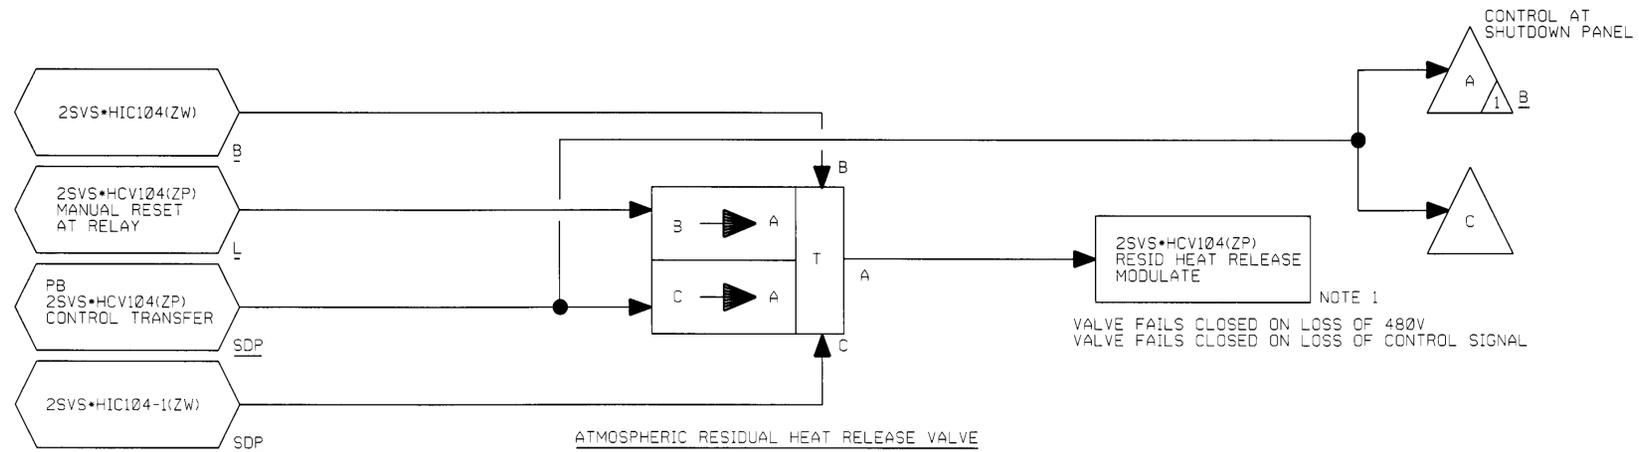 CONTROL AT
SHUTDOWN PANEL
A
1
B
2SVS*HIC104(ZW)
B
B
2SVS*HCV104(ZP)
MANUAL RESET
AT RELAY
L
B
A
T
C
A
A
C
2SVS*HCV104(ZP)
RESID HEAT RELEASE
MODULATE
NOTE 1
VALVE FAILS CLOSED ON LOSS OF 480V
VALVE FAILS CLOSED ON LOSS OF CONTROL SIGNAL
C
PB
2SVS*HCV104(ZP)
CONTROL TRANSFER
SDP
2SVS*HIC104-1(ZW)
SDP
ATMOSPHERIC RESIDUAL HEAT RELEASE VALVE